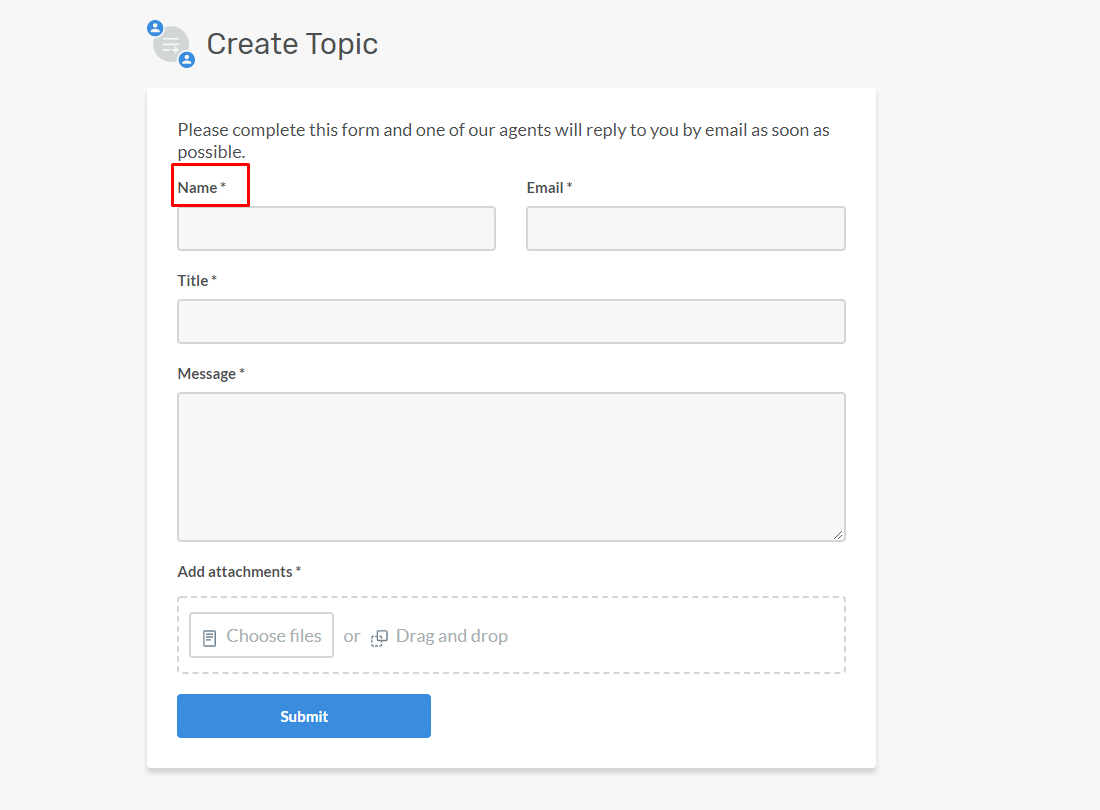 Create Topic
Please complete this form and one of our agents will reply to you by email as soon as
possible.
Name *
Email *
Title *
Message *
Add attachments *
Choose files or Drag and drop
Submit